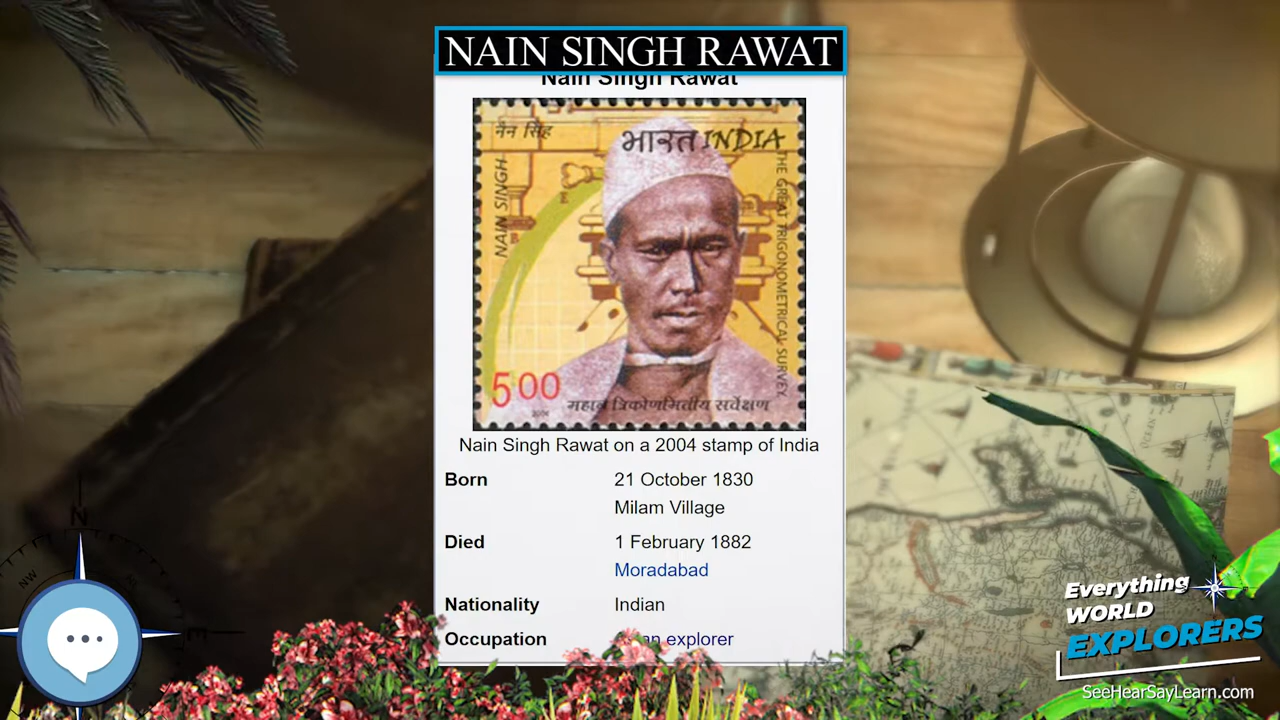 NAIN SINGH RAWAT
Nain Singh Rawat
नैन सिंह
भारत INDIA
NAIN SINGH
THE GREAT TRIGONOMETRICAL SURVEY
5.00
2004
महान त्रिकोणमितीय सर्वेक्षण
Nain Singh Rawat on a 2004 stamp of India
Born 21 October 1830
Milam Village
Died 1 February 1882
Moradabad
Nationality Indian
Occupation explorer
N
NW
E
Everything
WORLD
EXPLORERS
SeeHearSayLearn.com